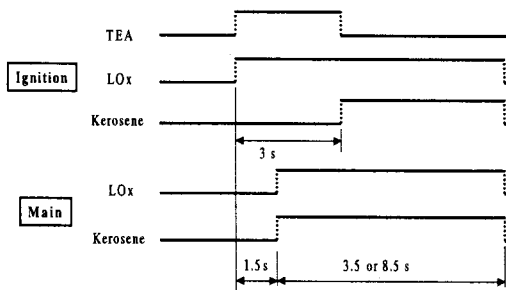 TEA
Ignition
LOx
Kerosene
3 s
LOx
Main
Kerosene
1.5s
3.5 or 8.5 s